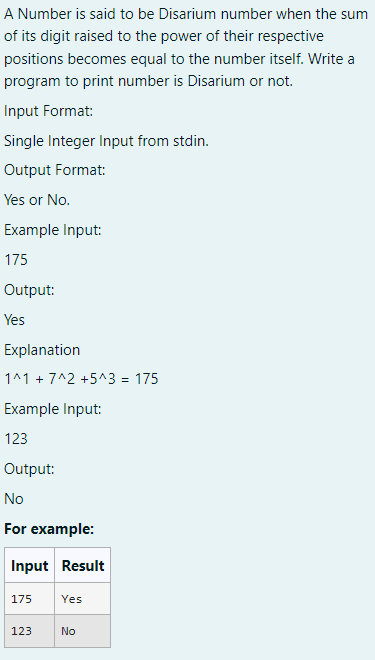 A Number is said to be Disarium number when the sum
of its digit raised to the power of their respective
positions becomes equal to the number itself. Write a
program to print number is Disarium or not.
Input Format:
Single Integer Input from stdin.
Output Format:
Yes or No.
Example Input:
175
Output:
Yes
Explanation
1^1 + 7^2 +5^3 = 175
Example Input:
123
Output:
No
For example:
Input Result
175 Yes
123 No